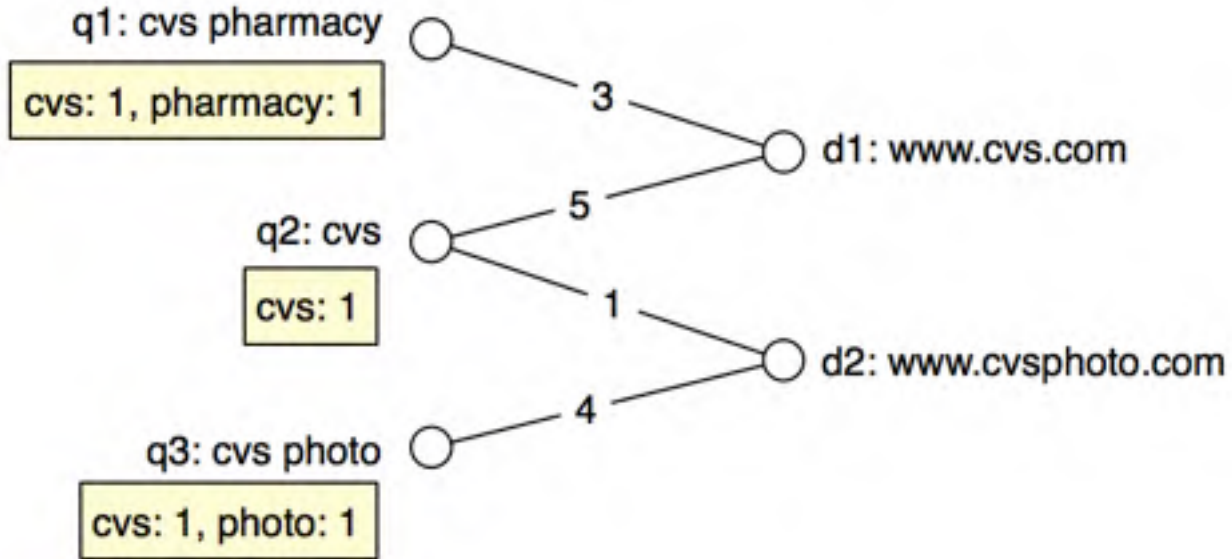 q1: cvs pharmacy
cvs: 1, pharmacy: 1
3
d1: www.cvs.com
5
q2: cvs
cvs: 1
1
d2: www.cvsphoto.com
4
q3: cvs photo
cvs: 1, photo: 1